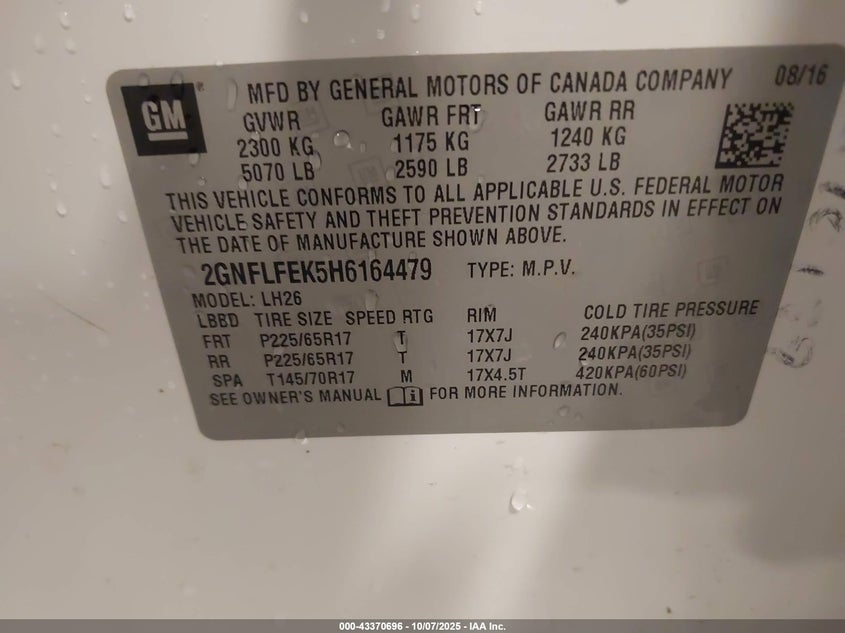 GM
MFD BY GENERAL MOTORS OF CANADA COMPANY 08/16
GVWR GAWR FRT GAWR RR
2300 KG 1175 KG 1240 KG
5070 LB 2590 LB 2733 LB
THIS VEHICLE CONFORMS TO ALL APPLICABLE U.S. FEDERAL MOTOR
VEHICLE SAFETY AND THEFT PREVENTION STANDARDS IN EFFECT ON
THE DATE OF MANUFACTURE SHOWN ABOVE.
2GNFLFEK5H6164479 TYPE: M.P.V.
MODEL: LH26
LBBD TIRE SIZE SPEED RTG RIM COLD TIRE PRESSURE
FRT P225/65R17 T 17X7J 240KPA(35PSI)
RR P225/65R17 T 17X7J 240KPA(35PSI)
SPA T145/70R17 M 17X4.5T 420KPA(60PSI)
SEE OWNER'S MANUAL FOR MORE INFORMATION.
000-43370696 - 10/07/2025 - IAA Inc.